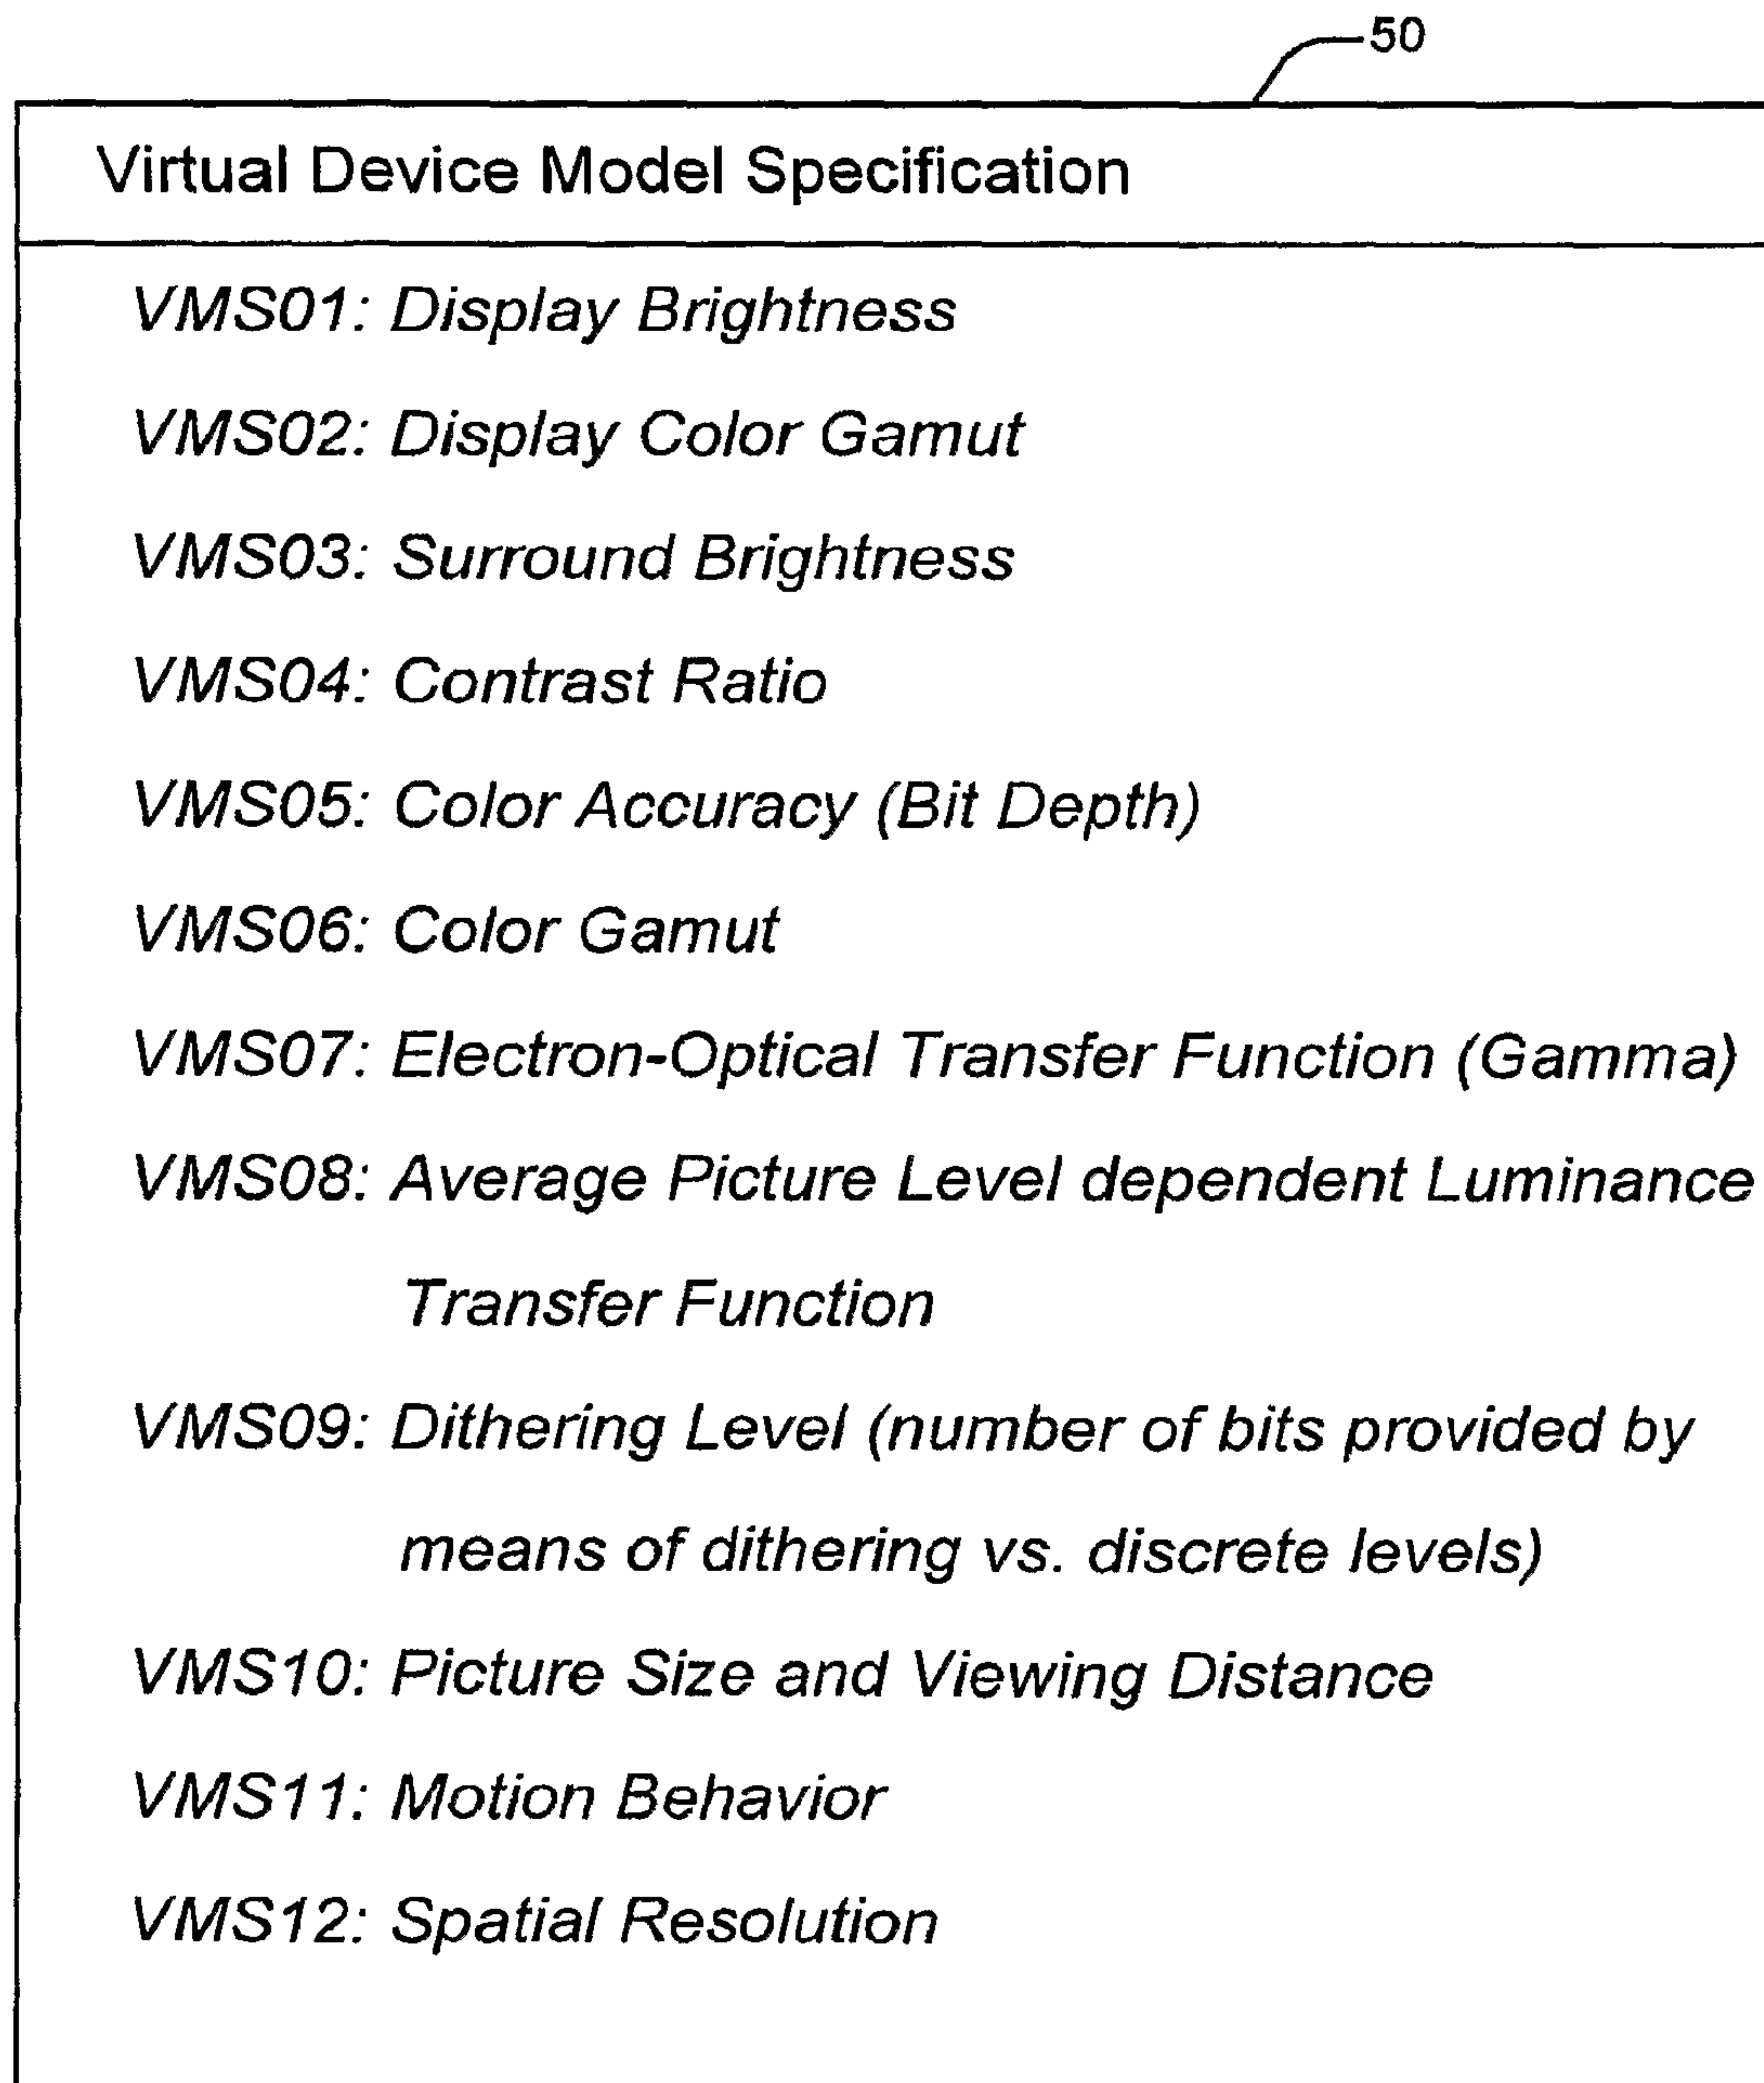 50
Virtual Device Model Specification
VMS01: Display Brightness
VMS02: Display Color Gamut
VMS03: Surround Brightness
VMS04: Contrast Ratio
VMS05: Color Accuracy (Bit Depth)
VMS06: Color Gamut
VMS07: Electron-Optical Transfer Function (Gamma)
VMS08: Average Picture Level dependent Luminance
Transfer Function
VMS09: Dithering Level (number of bits provided by
means of dithering vs. discrete levels)
VMS10: Picture Size and Viewing Distance
VMS11: Motion Behavior
VMS12: Spatial Resolution